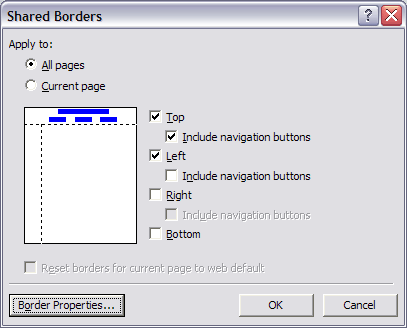 Shared Borders
Apply to:
All pages
Current page
Top
Include navigation buttons
Left
Include navigation buttons
Right
Include navigation buttons
Bottom
Reset borders for current page to web default
Border Properties...
OK
Cancel